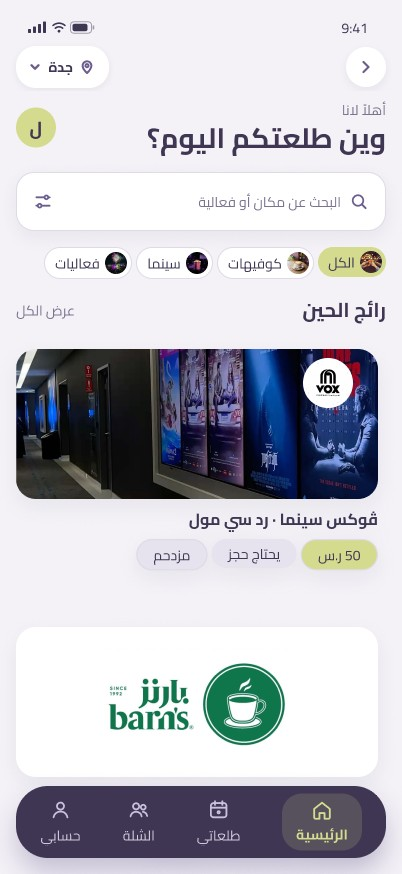 9:41
جدة
أهلاً لانا
وين طلعتكم اليوم؟
ل
البحث عن مكان أو فعالية
الكل
كوفيهات
سينما
فعاليات
رائج الحين
عرض الكل
VOX
ڤوكس سينما · رد سي مول
50 ر.س
يحتاج حجز
مزدحم
SINCE 1992
بارنز
barn's
الرئيسية
طلعاتي
الشلة
حسابي